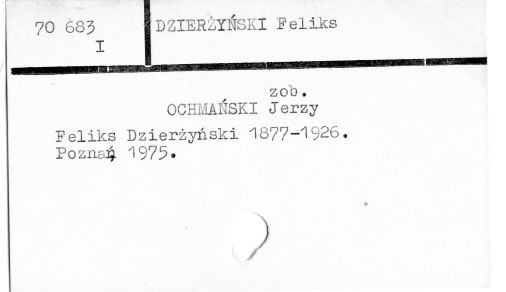 70 683 DZIERŻYŃSKI Feliks
I
zob.
OCHMAŃSKI Jerzy
Feliks Dzierżyński 1877-1926.
Poznań, 1975.